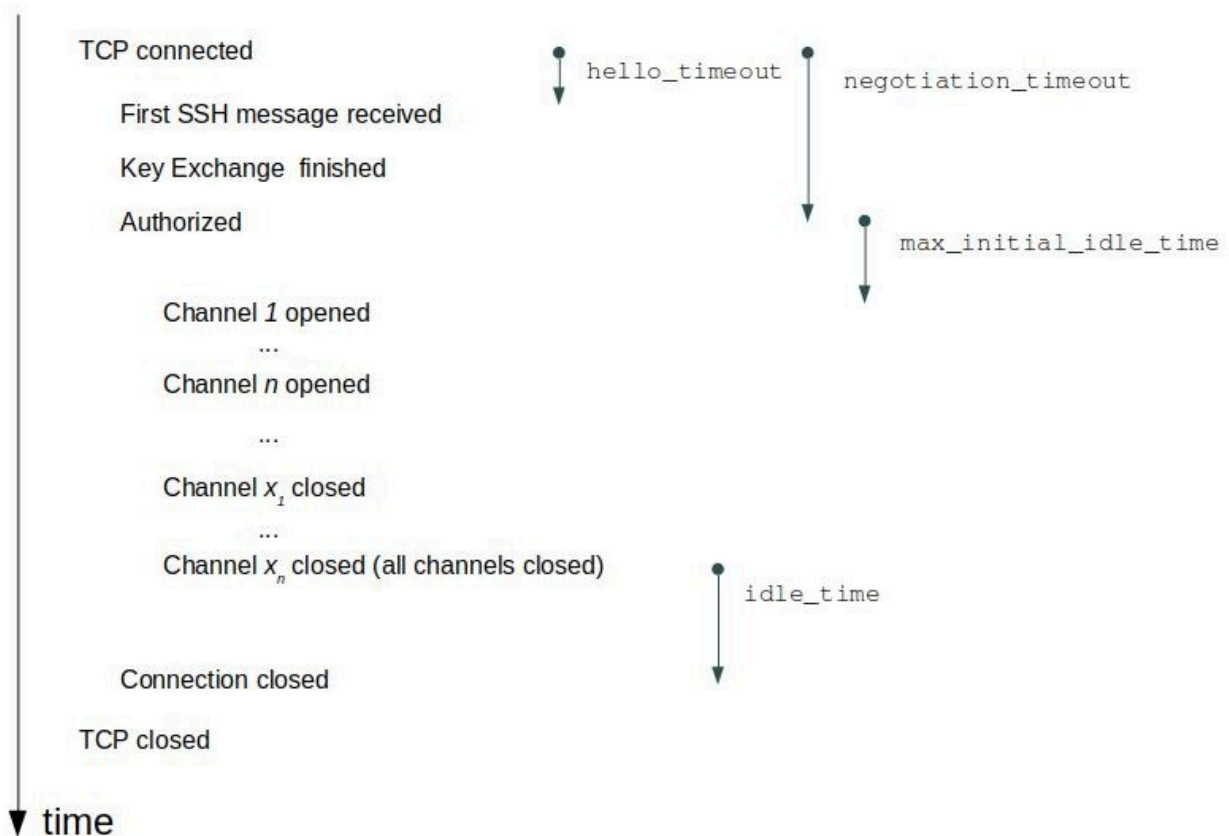 TCP connected
hello_timeout
negotiation_timeout
First SSH message received
Key Exchange  finished
Authorized
max_initial_idle_time
Channel 1 opened
...
Channel n opened
...
Channel x1 closed
...
Channel xn closed (all channels closed)
idle_time
Connection closed
TCP closed
time